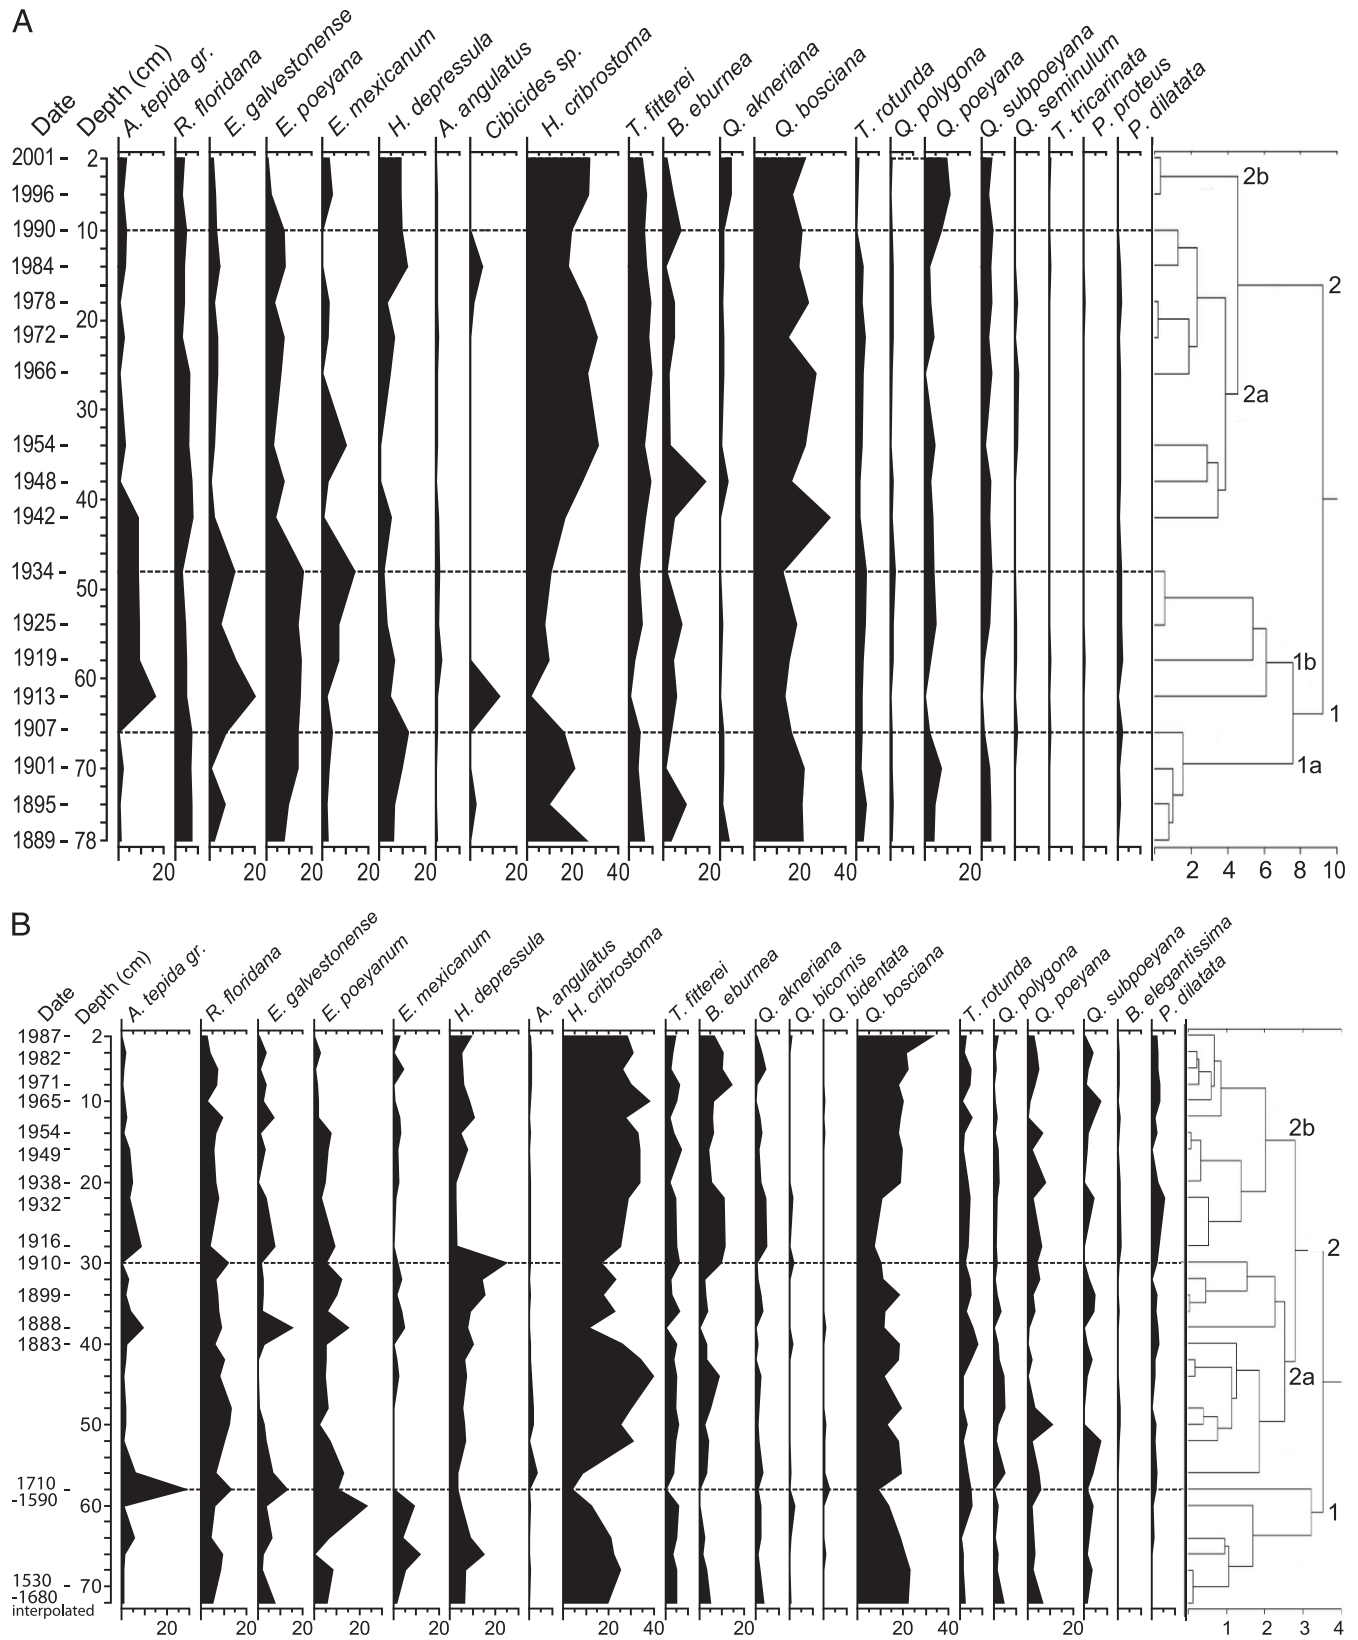 A
Date
Depth (cm)
A. tepida gr.
R. floridana
E. galvestonense
E. poeyana
E. mexicanum
H. depressula
A. angulatus
Cibicides sp.
H. cribrostoma
T. fitterei
B. eburnea
Q. akneriana
Q. bosciana
T. rotunda
Q. polygona
Q. poeyana
Q. subpoeyana
Q. seminulum
T. tricarinata
P. proteus
P. dilatata
2001 2
1996
1990 10
1984
1978
20
1972
1966
30
1954
1948
40
1942
1934
50
1925
1919
60
1913
1907
1901 70
1895
1889 78
2b
2
2a
1b
1
1a
20 20 20 20 20 20 40 20 20 40 20 2 4 6 8 10
B
Date
Depth (cm)
A. tepida gr.
R. floridana
E. galvestonense
E. poeyanum
E. mexicanum
H. depressula
A. angulatus
H. cribrostoma
T. fitterei
B. eburnea
Q. akneriana
Q. bicornis
Q. bidentata
Q. bosciana
T. rotunda
Q. polygona
Q. poeyana
Q. subpoeyana
B. elegantissima
P. dilatata
1987 2
1982
1971
1965 10
1954
1949
1938 20
1932
1916
1910 30
1899
1888
1883 40
50
1710
-1590
60
1530
-1680 70
interpolated
2b
2
2a
1
20 20 20 20 20 20 40 20 20 40 20 1 2 3 4